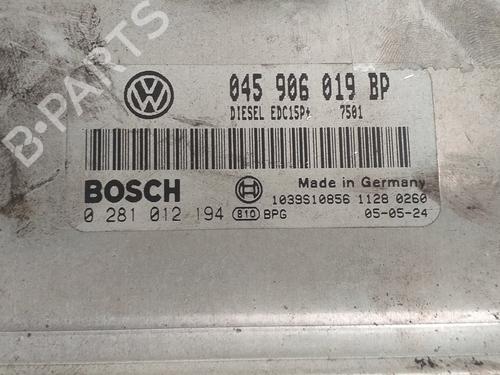 B-PARTS
045 906 019 BP
DIESEL EDC15P+ 7501
BOSCH
Made in Germany
1039S10856 1128 0260
0 281 012 194 810 BPG 05-05-24